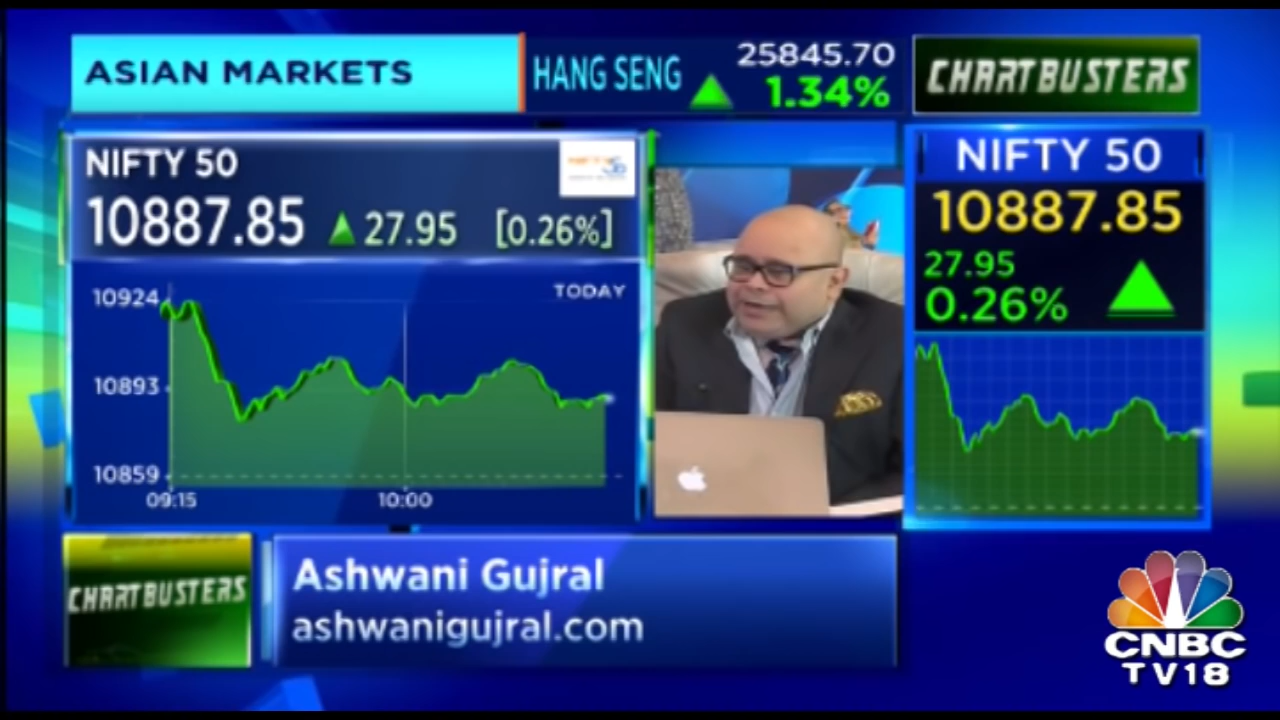 ASIAN MARKETS
HANG SENG
25845.70
1.34%
CHARTBUSTERS
NIFTY 50
10887.85 27.95 [0.26%]
TODAY
10924
10893
10859
09:15 10:00
NIFTY 50
10887.85
27.95
0.26%
CHARTBUSTERS
Ashwani Gujral
ashwanigujral.com
CNBC
TV18